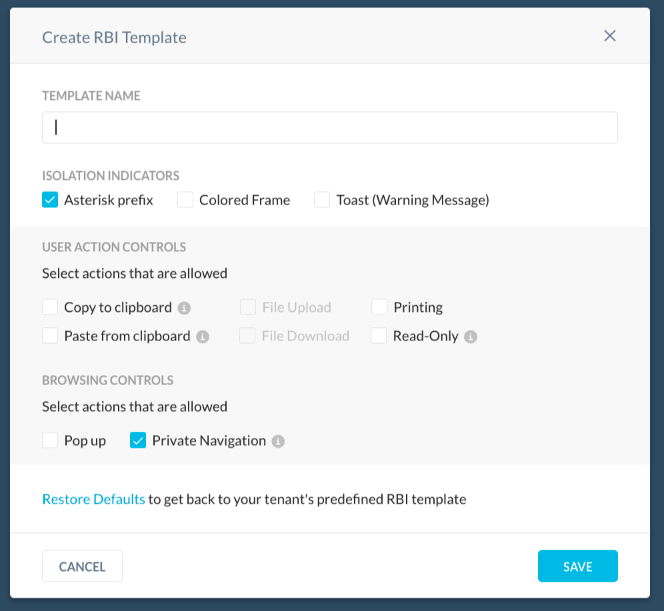 Create RBI Template
TEMPLATE NAME
ISOLATION INDICATORS
Asterisk prefix Colored Frame Toast (Warning Message)
USER ACTION CONTROLS
Select actions that are allowed
Copy to clipboard File Upload Printing
Paste from clipboard File Download Read-Only
BROWSING CONTROLS
Select actions that are allowed
Pop up Private Navigation
Restore Defaults to get back to your tenant's predefined RBI template
CANCEL SAVE